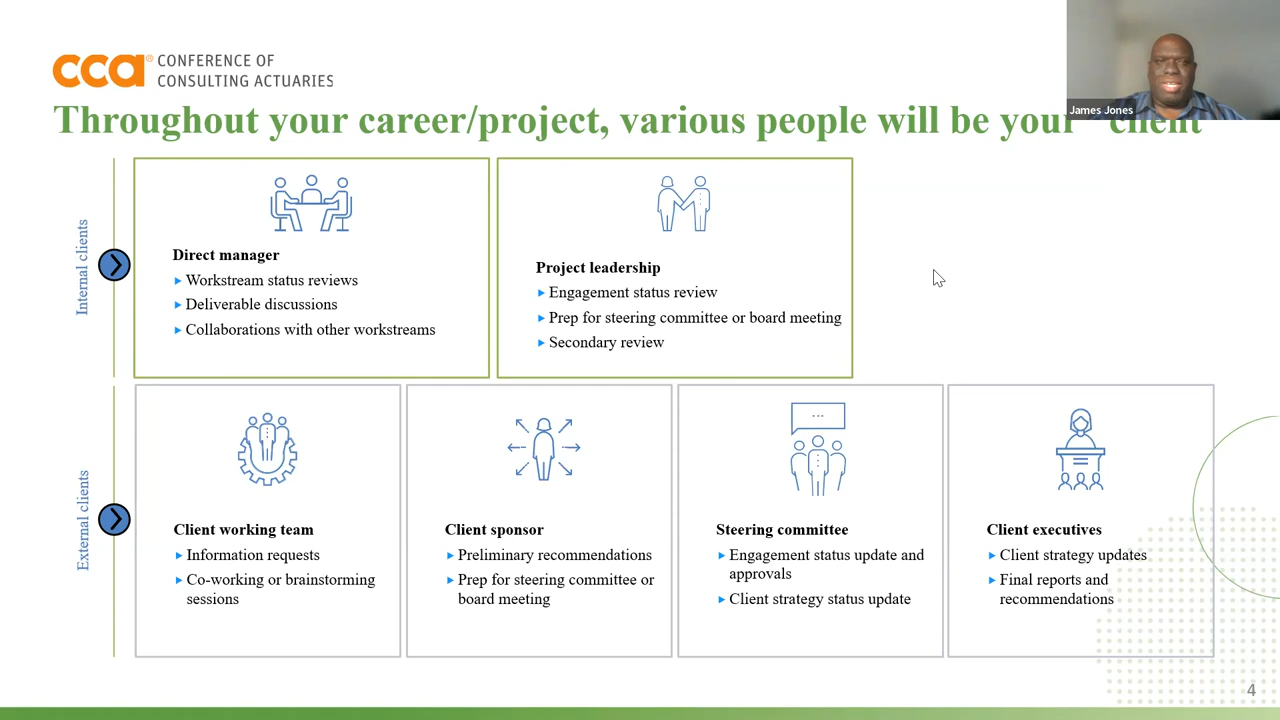 cca® CONFERENCE OF
CONSULTING ACTUARIES
James Jones
Throughout your career/project, various people will be your "client
Internal clients
Direct manager
Workstream status reviews
Deliverable discussions
Collaborations with other workstreams
Project leadership
Engagement status review
Prep for steering committee or board meeting
Secondary review
External clients
Client working team
Information requests
Co-working or brainstorming
sessions
Client sponsor
Preliminary recommendations
Prep for steering committee or
board meeting
Steering committee
Engagement status update and
approvals
Client strategy status update
Client executives
Client strategy updates
Final reports and
recommendations
4